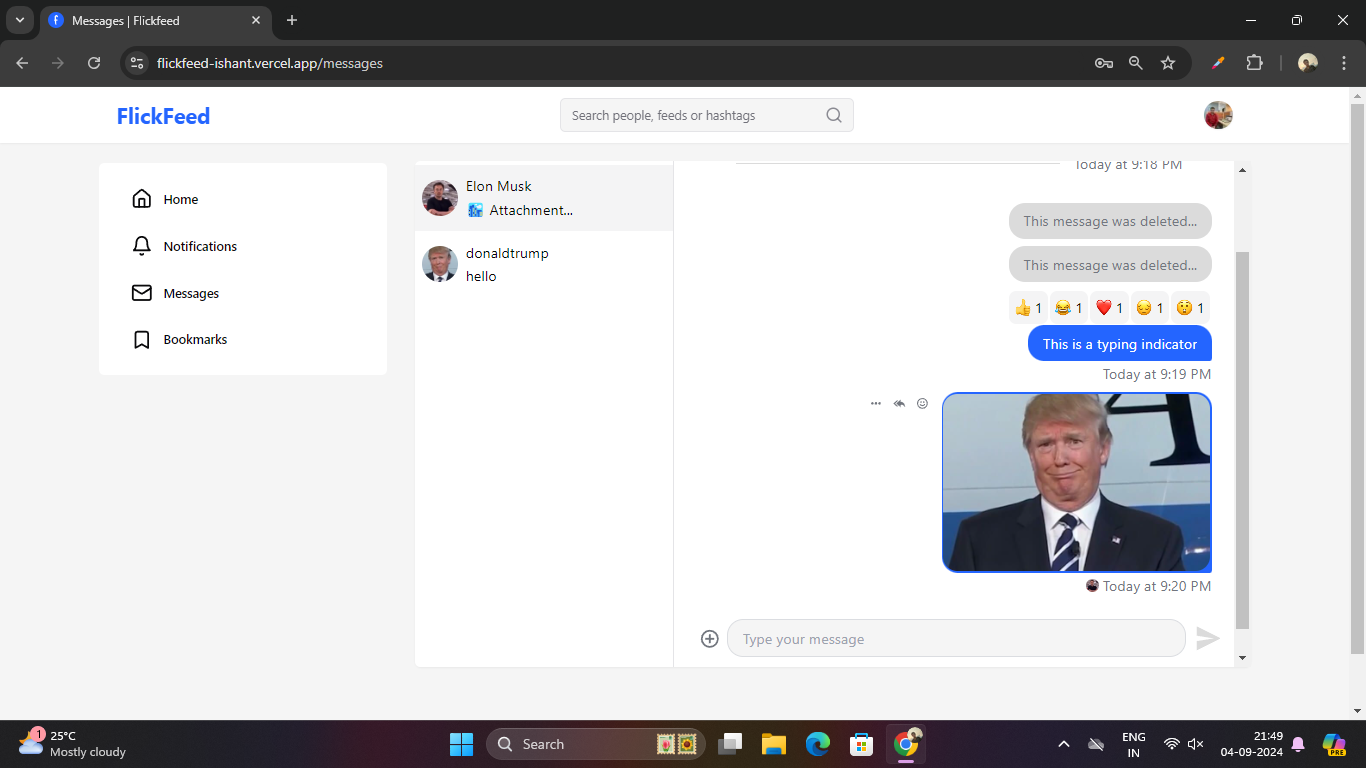 Messages | Flickfeed
flickfeed-ishant.vercel.app/messages
FlickFeed
Search people, feeds or hashtags
Home
Notifications
Messages
Bookmarks
Elon Musk
Attachment...
donaldtrump
hello
Today at 9:18 PM
This message was deleted...
This message was deleted...
1 1 1 1 1
This is a typing indicator
Today at 9:19 PM
A
Today at 9:20 PM
Type your message
1
25°C
Mostly cloudy
Search
ENG
IN
21:49
04-09-2024
PRE